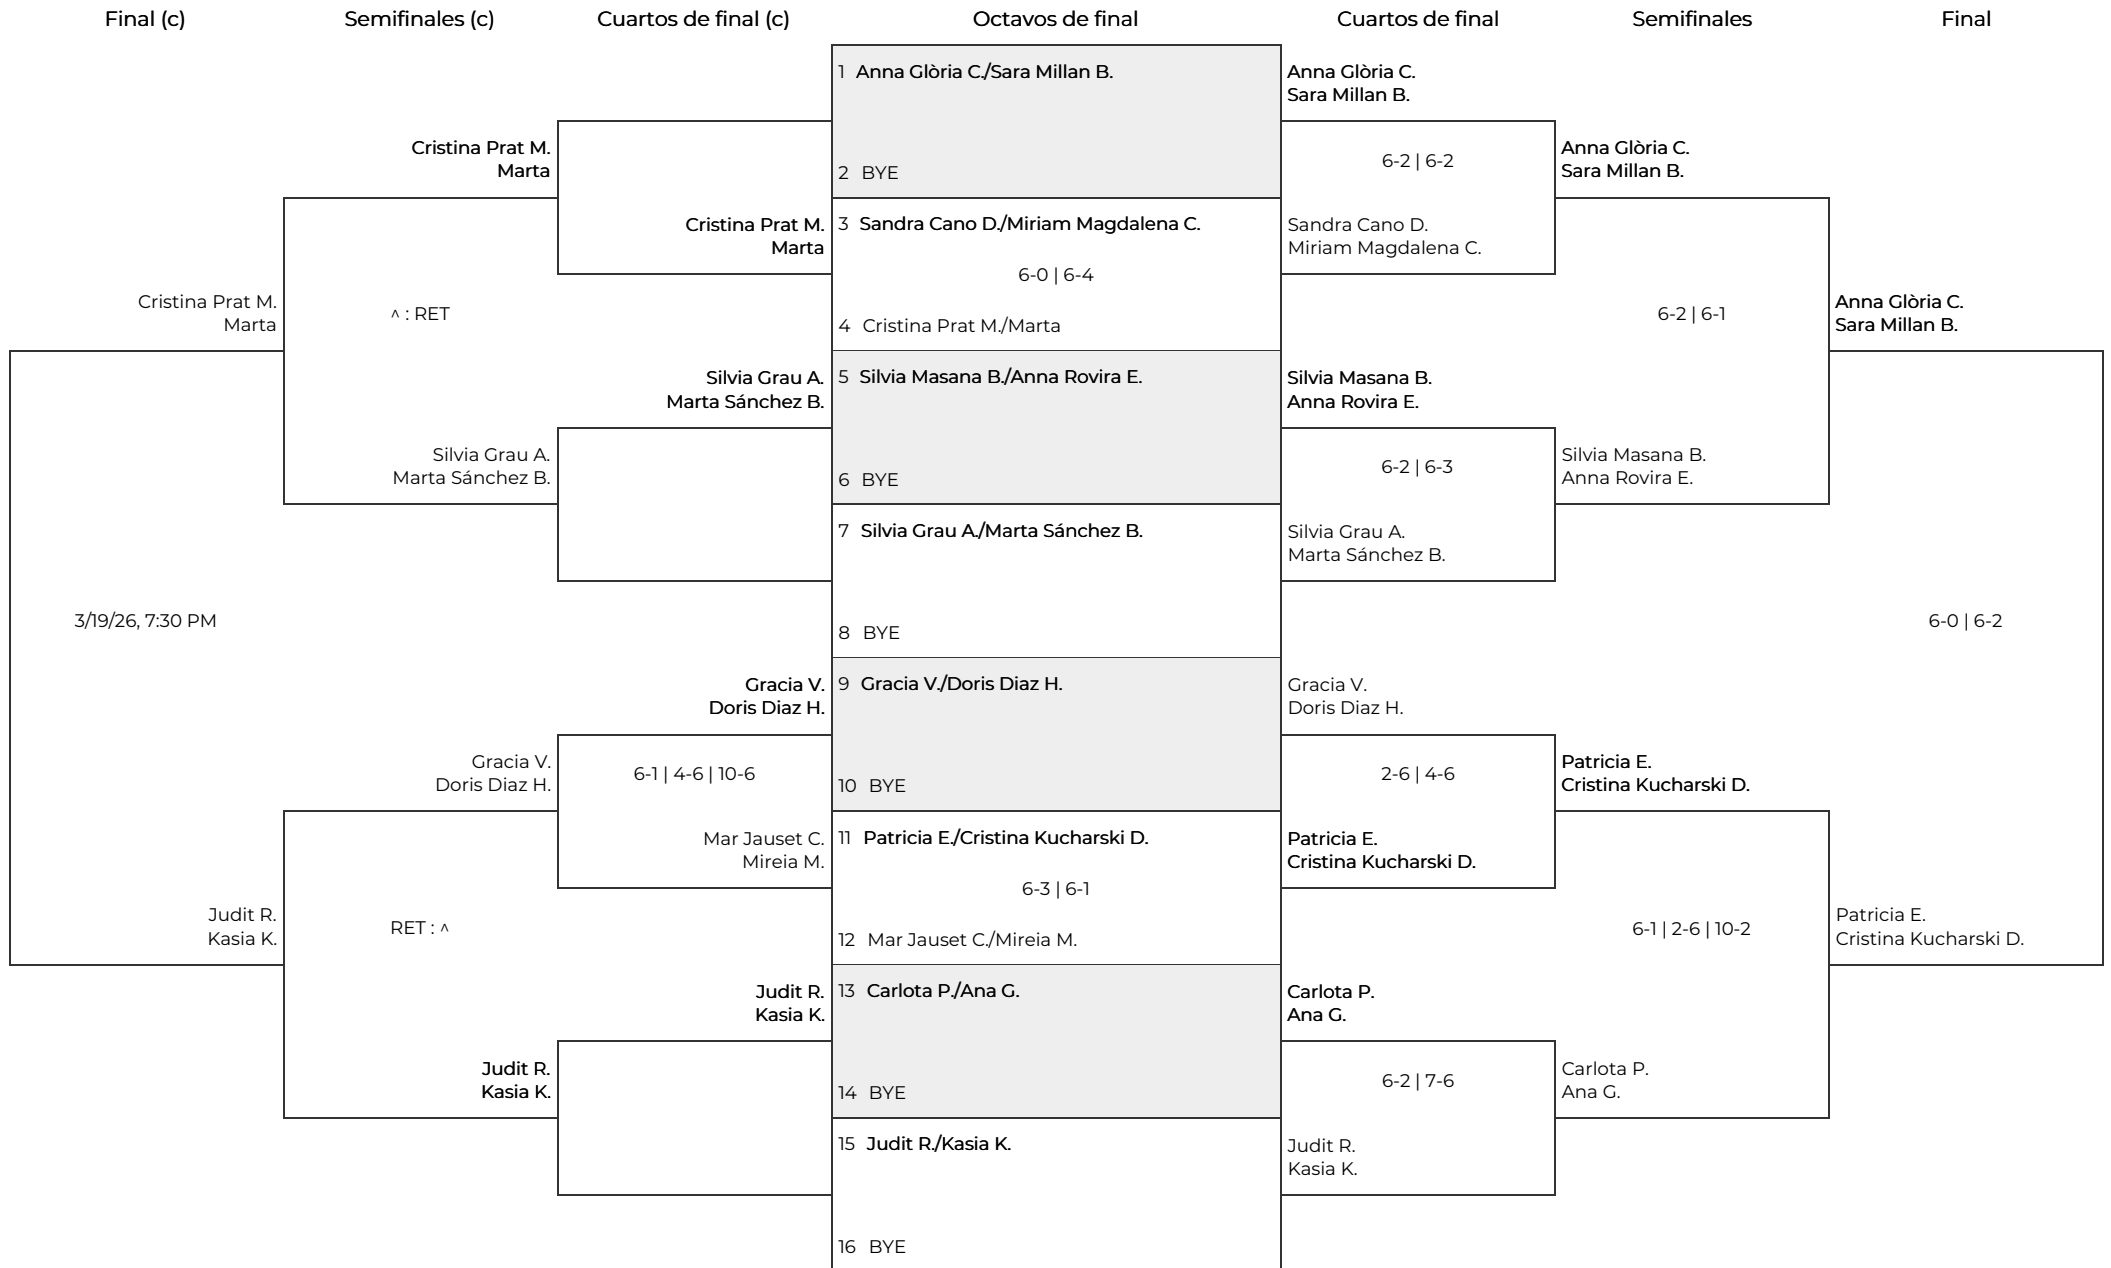 Final (c)
Semifinales (c)
Cuartos de final (c)
Octavos de final
Cuartos de final
Semifinales
Final
Cristina Prat M.
Marta
Judit R.
Kasia K.
3/19/26, 7:30 PM
Cristina Prat M.
Marta
^ : RET
Silvia Grau A.
Marta Sánchez B.
Gracia V.
Doris Diaz H.
RET : ^
Judit R.
Kasia K.
Cristina Prat M.
Marta
Silvia Grau A.
Marta Sánchez B.
Gracia V.
Doris Diaz H.
6-1 | 4-6 | 10-6
Mar Jauset C.
Mireia M.
Judit R.
Kasia K.
1 Anna Glòria C./Sara Millan B.
2 BYE
3 Sandra Cano D./Miriam Magdalena C.
6-0 | 6-4
4 Cristina Prat M./Marta
5 Silvia Masana B./Anna Rovira E.
6 BYE
7 Silvia Grau A./Marta Sánchez B.
8 BYE
9 Gracia V./Doris Diaz H.
10 BYE
11 Patricia E./Cristina Kucharski D.
6-3 | 6-1
12 Mar Jauset C./Mireia M.
13 Carlota P./Ana G.
14 BYE
15 Judit R./Kasia K.
16 BYE
Anna Glòria C.
Sara Millan B.
6-2 | 6-2
Sandra Cano D.
Miriam Magdalena C.
Silvia Masana B.
Anna Rovira E.
6-2 | 6-3
Silvia Grau A.
Marta Sánchez B.
Gracia V.
Doris Diaz H.
2-6 | 4-6
Patricia E.
Cristina Kucharski D.
Carlota P.
Ana G.
6-2 | 7-6
Judit R.
Kasia K.
Anna Glòria C.
Sara Millan B.
6-2 | 6-1
Silvia Masana B.
Anna Rovira E.
Patricia E.
Cristina Kucharski D.
6-1 | 2-6 | 10-2
Carlota P.
Ana G.
Anna Glòria C.
Sara Millan B.
6-0 | 6-2
Patricia E.
Cristina Kucharski D.